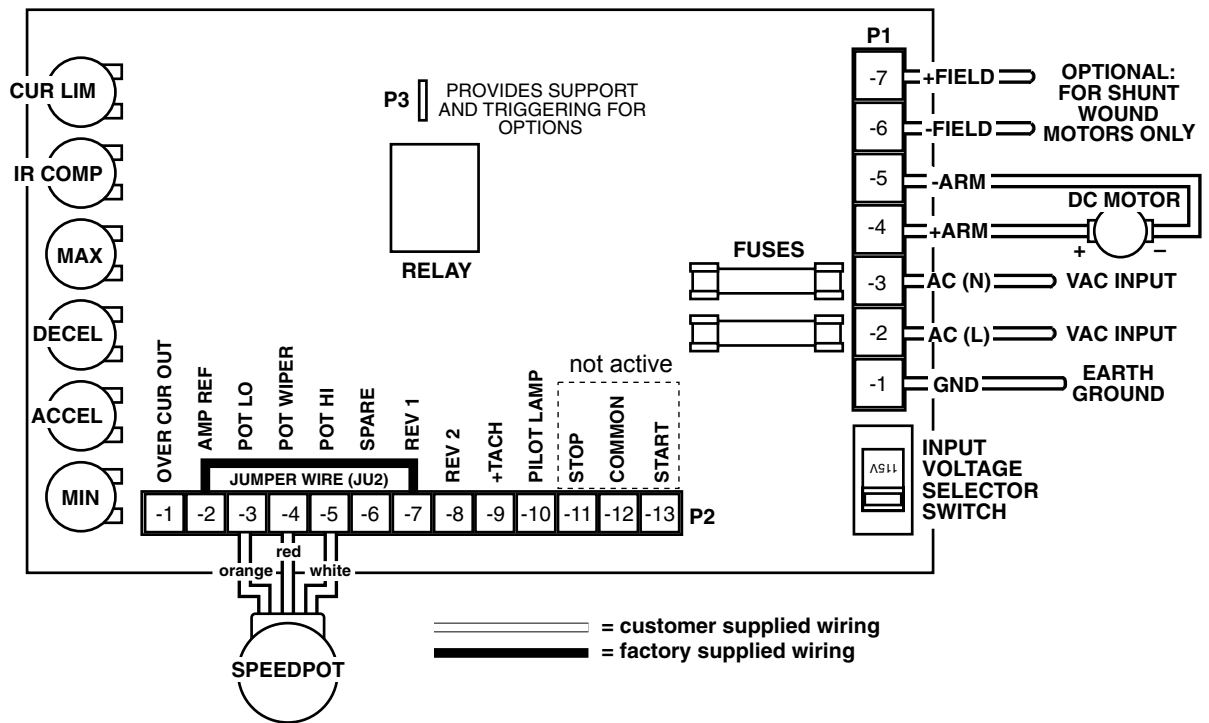 P1
CUR LIM
IR COMP
MAX
DECEL
ACCEL
MIN
P3
PROVIDES SUPPORT
AND TRIGGERING FOR
OPTIONS
RELAY
FUSES
-7
+FIELD
-6
-FIELD
OPTIONAL:
FOR SHUNT
WOUND
MOTORS ONLY
-5
-ARM
DC MOTOR
-4
+ARM
+
–
-3
AC (N)
VAC INPUT
-2
AC (L)
VAC INPUT
-1
GND
EARTH
GROUND
115V
INPUT
VOLTAGE
SELECTOR
SWITCH
not active
OVER CUR OUT
AMP REF
POT LO
POT WIPER
POT HI
SPARE
REV 1
REV 2
+TACH
PILOT LAMP
STOP
COMMON
START
JUMPER WIRE (JU2)
-1 -2 -3 -4 -5 -6 -7 -8 -9 -10 -11 -12 -13 P2
red
orange white
SPEEDPOT
= customer supplied wiring
= factory supplied wiring